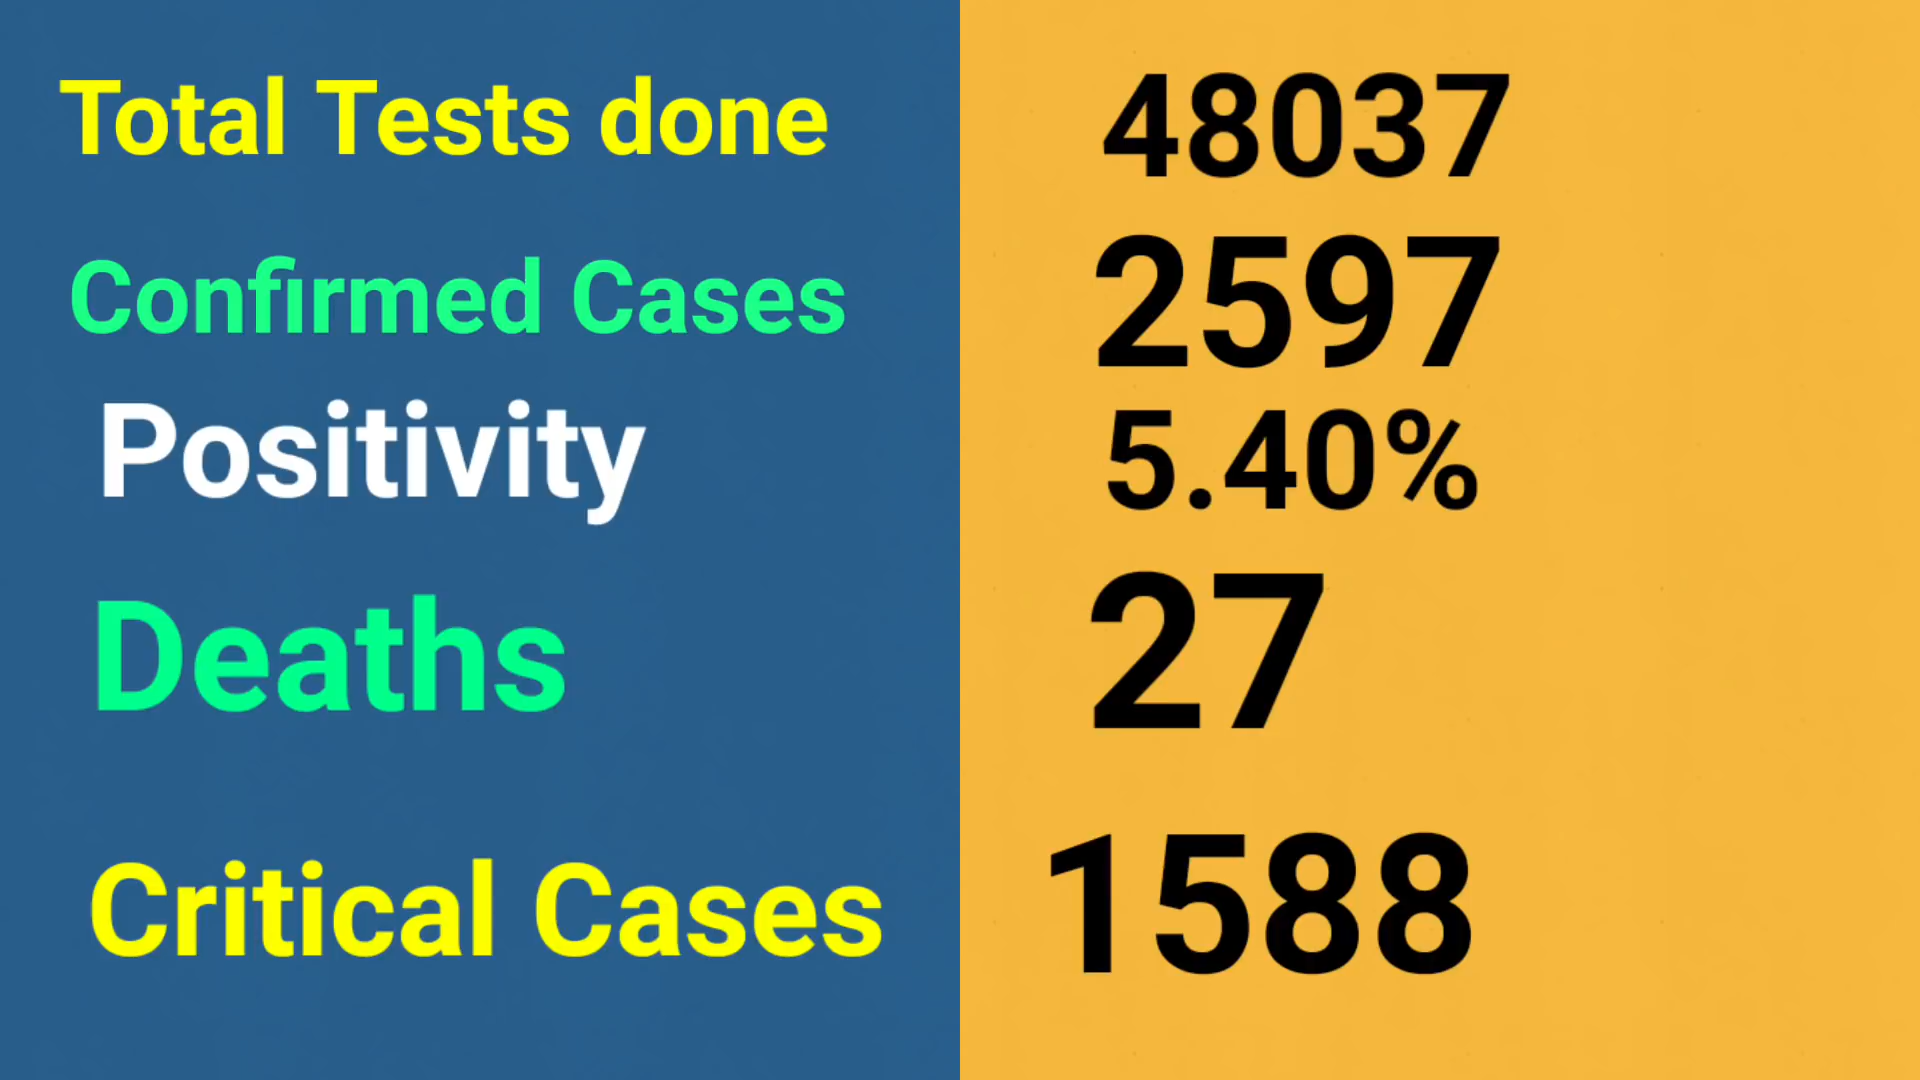 Total Tests done 48037
Confirmed Cases 2597
Positivity 5.40%
Deaths 27
Critical Cases 1588